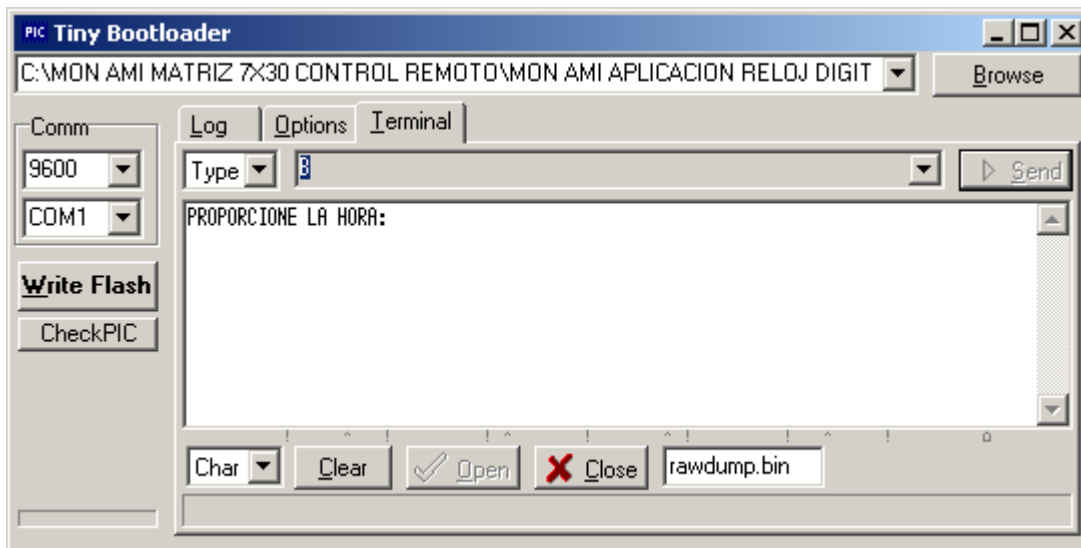 PIC Tiny Bootloader
C:\MON AMI MATRIZ 7X30 CONTROL REMOTO\MON AMI APLICACION RELOJ DIGIT
Browse
Comm
9600
COM1
Write Flash
CheckPIC
Log Options Terminal
Type B Send
PROPORCIONE LA HORA:
Char Clear Open Close rawdump.bin